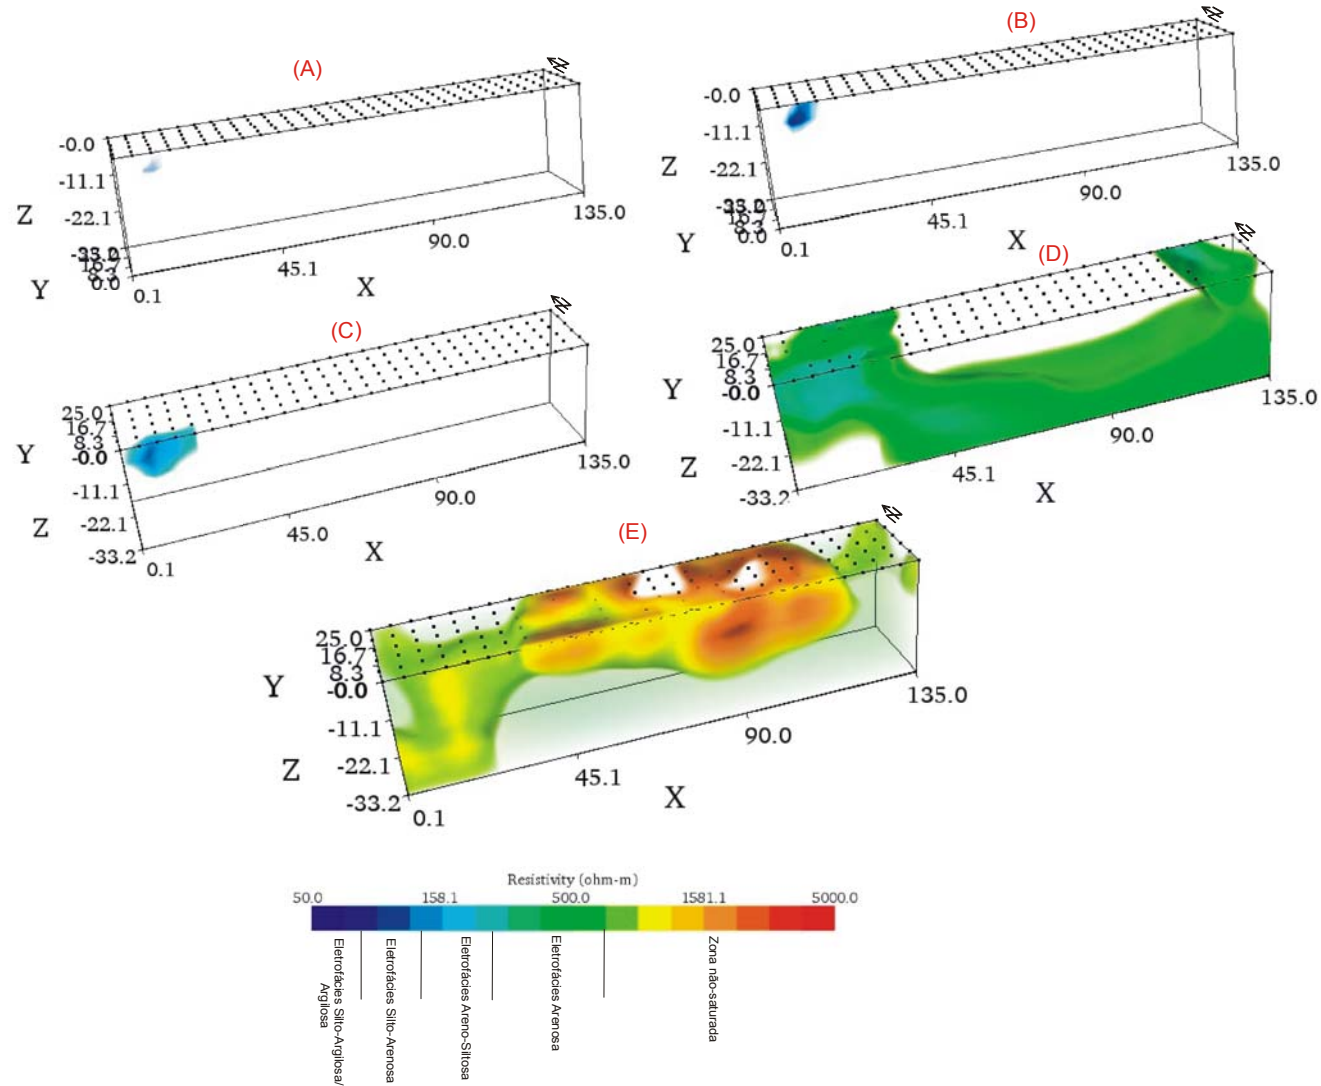 (A)
-0.0
-11.1
-22.1
Z
Y
0.0
0.1
45.1
X
90.0
135.0
(B)
-0.0
-11.1
-22.1
Z
Y
0.0
0.1
45.1
X
90.0
135.0
(C)
25.0
16.7
8.3
-0.0
-11.1
-22.1
-33.2
Y
Z
0.1
45.0
X
90.0
135.0
(D)
25.0
16.7
8.3
-0.0
-11.1
-22.1
-33.2
Y
Z
45.1
X
90.0
135.0
(E)
25.0
16.7
8.3
-0.0
-11.1
-22.1
-33.2
Y
Z
0.1
45.1
X
90.0
135.0
Resistivity (ohm-m)
50.0 158.1 500.0 1581.1 5000.0
Eletrofácies Silto-Argilosa/
Argilosa
Eletrofácies Silto-Arenosa
Eletrofácies Areno-Siltosa
Eletrofácies Arenosa
Zona não-saturada